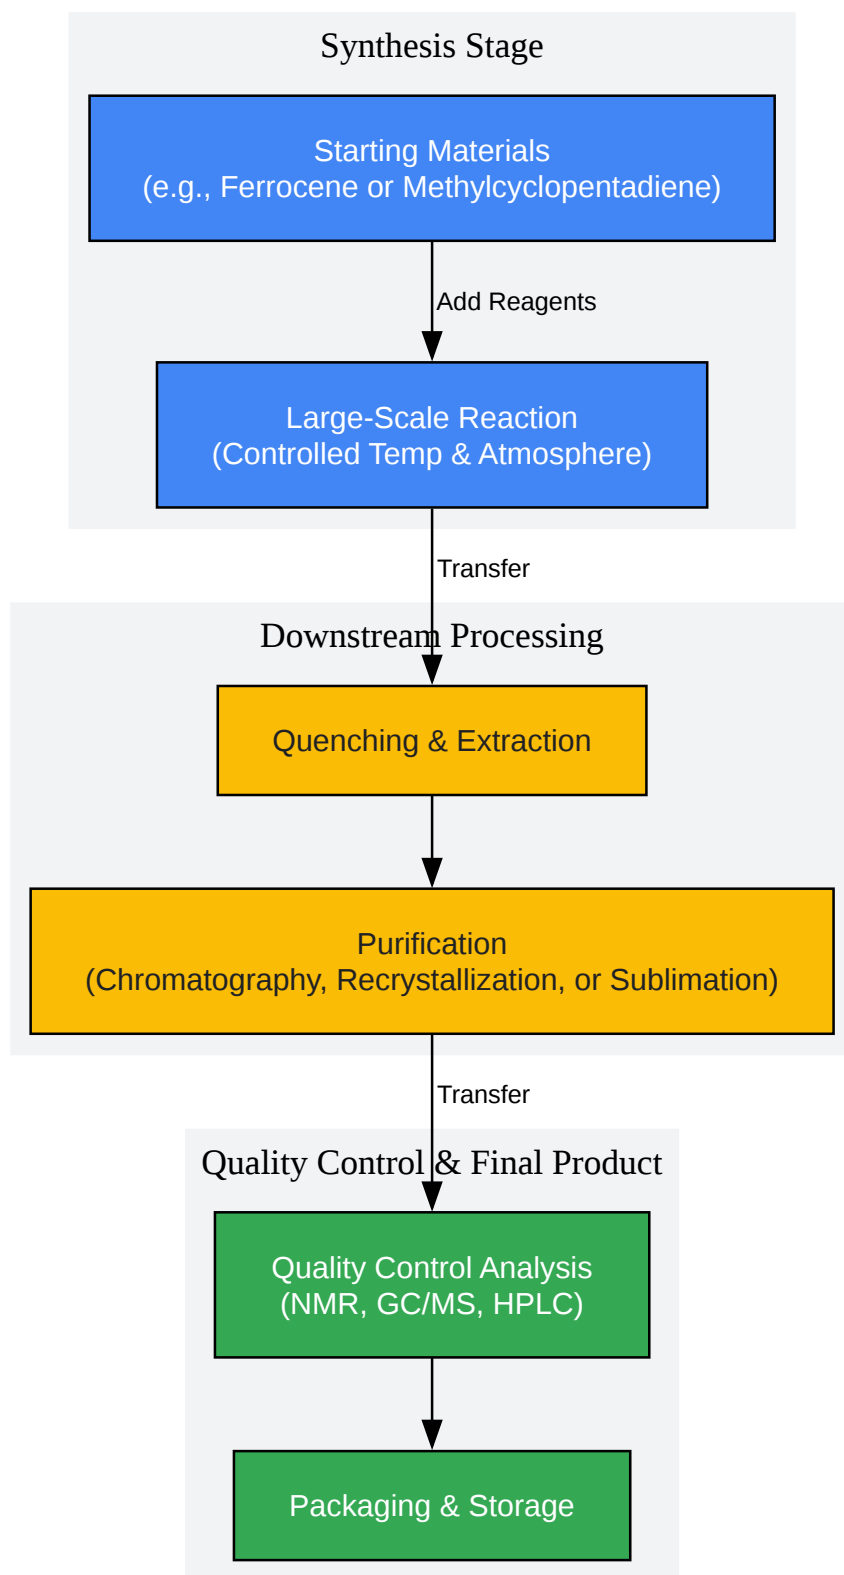 Synthesis Stage
Starting Materials
(e.g., Ferrocene or Methylcyclopentadiene)
Add Reagents
Large-Scale Reaction
(Controlled Temp & Atmosphere)
Transfer
Downstream Processing
Quenching & Extraction
Purification
(Chromatography, Recrystallization, or Sublimation)
Transfer
Quality Control & Final Product
Quality Control Analysis
(NMR, GC/MS, HPLC)
Packaging & Storage